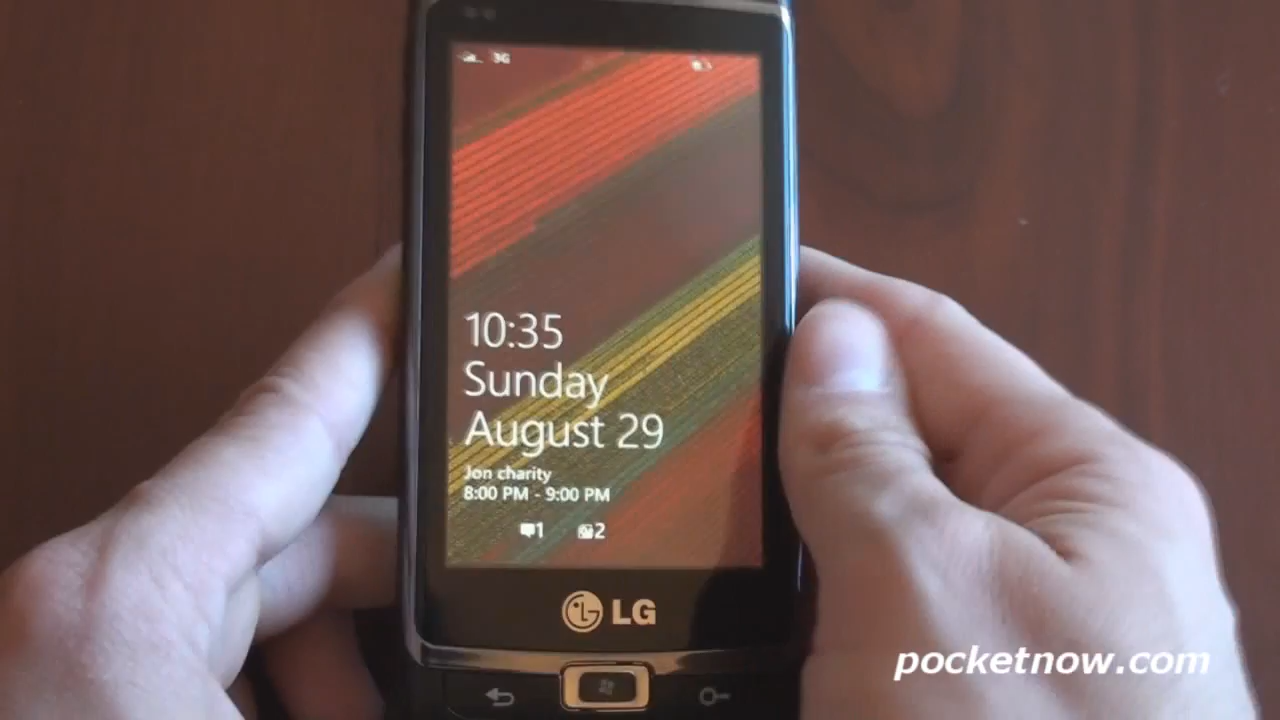 3G
10:35
Sunday
August 29
Jon charity
8:00 PM - 9:00 PM
1 2
LG
pocketnow.com